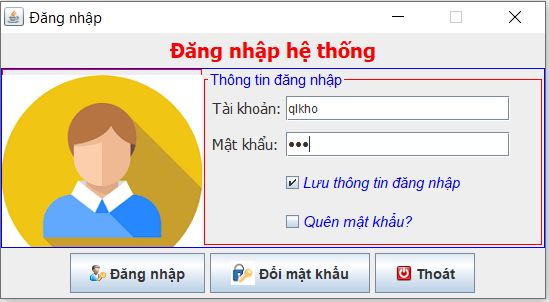 Đăng nhập
Đăng nhập hệ thống
Thông tin đăng nhập
Tài khoản: qlkho
Mật khẩu: •••
Lưu thông tin đăng nhập
Quên mật khẩu?
Đăng nhập Đổi mật khẩu Thoát